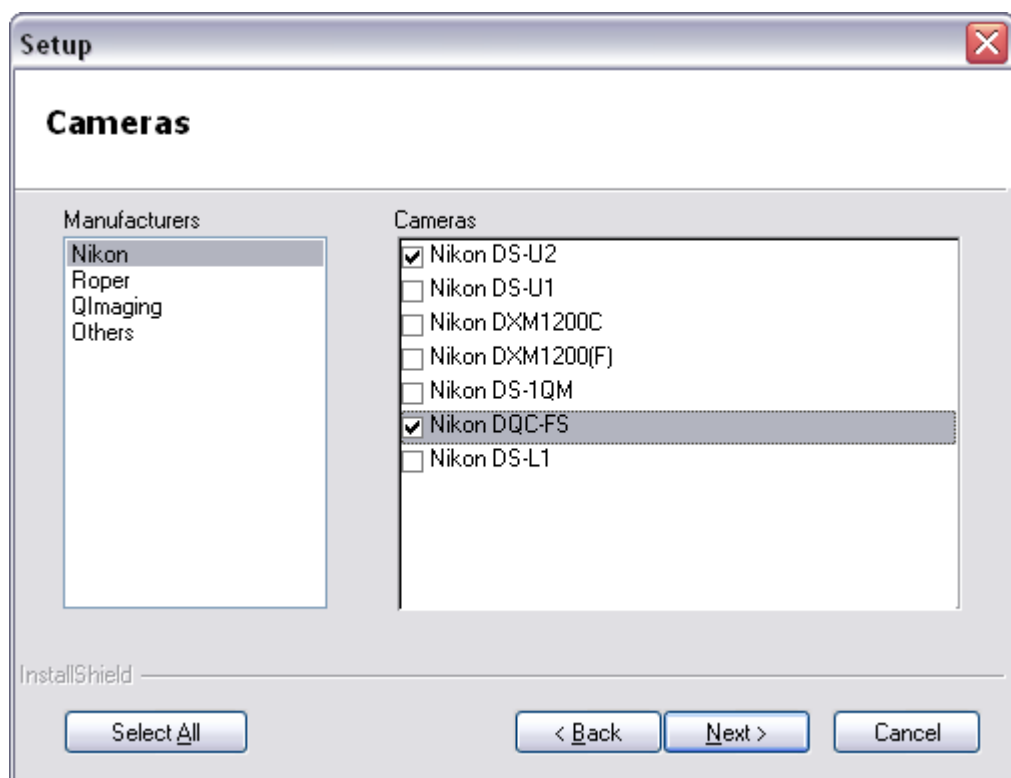 Setup
Cameras
Manufacturers
Nikon
Roper
QImaging
Others
Cameras
Nikon DS-U2
Nikon DS-U1
Nikon DXM1200C
Nikon DXM1200(F)
Nikon DS-1QM
Nikon DQC-FS
Nikon DS-L1
InstallShield
Select All
< Back
Next >
Cancel